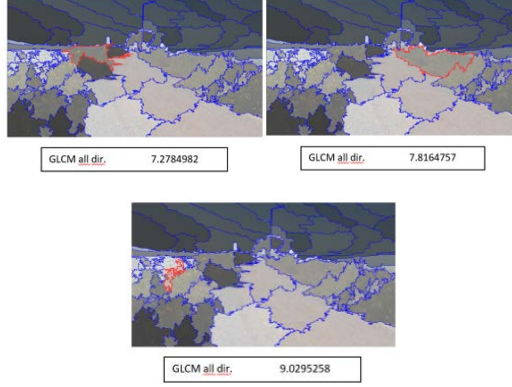 GLCM all dir. 7.2784982
GLCM all dir. 7.8164757
GLCM all dir. 9.0295258